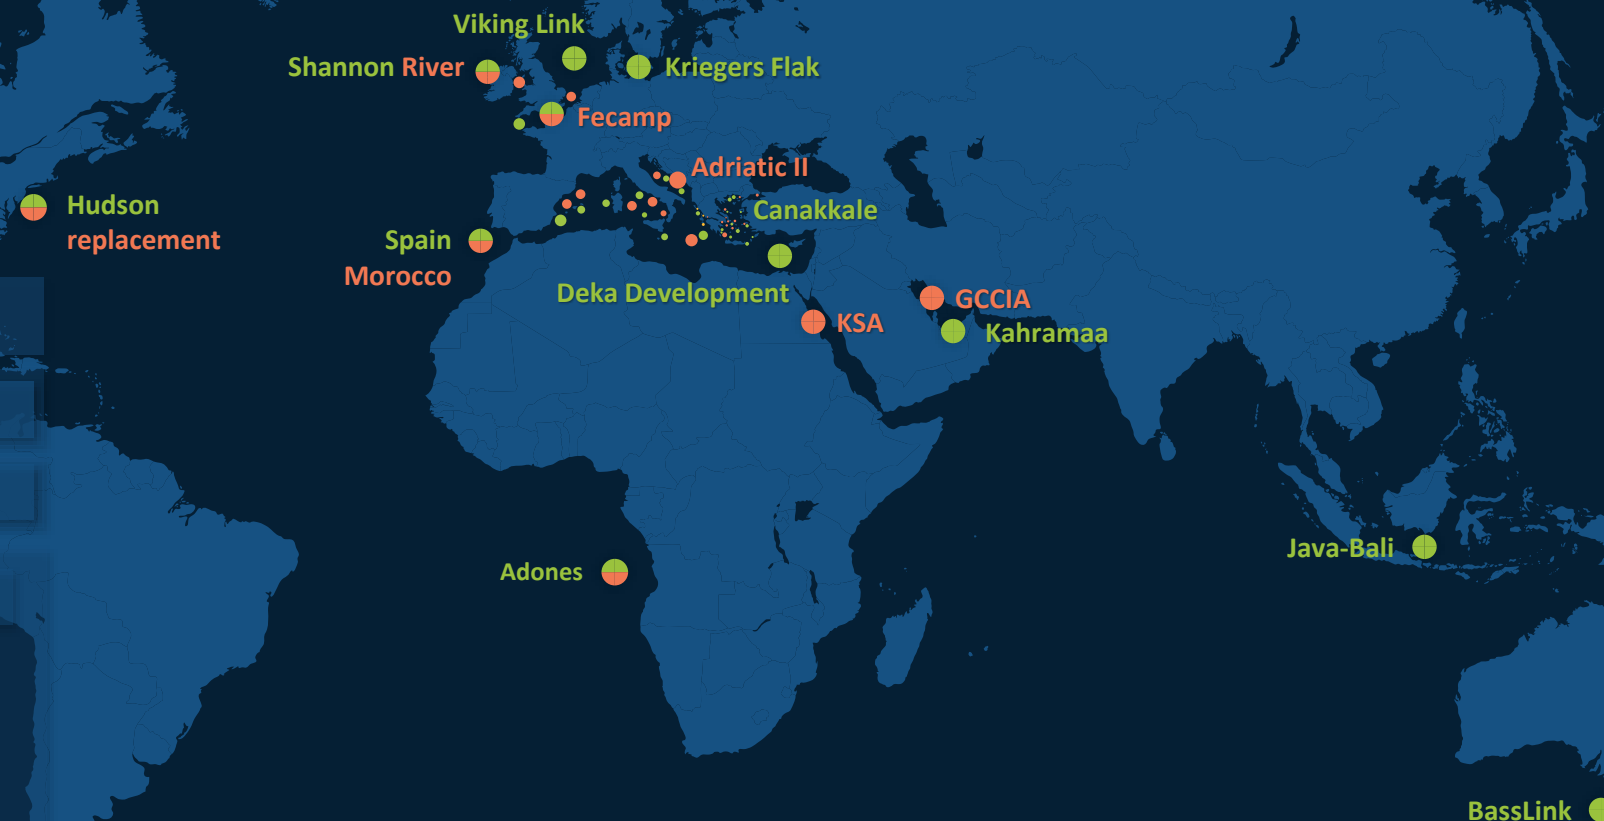 Viking Link
Shannon River
Kriegers Flak
Fecamp
Adriatic II
Hudson
replacement
Canakkale
Spain
Morocco
Deka Development
GCCIA
KSA
Kahramaa
Java-Bali
Adones
BassLink